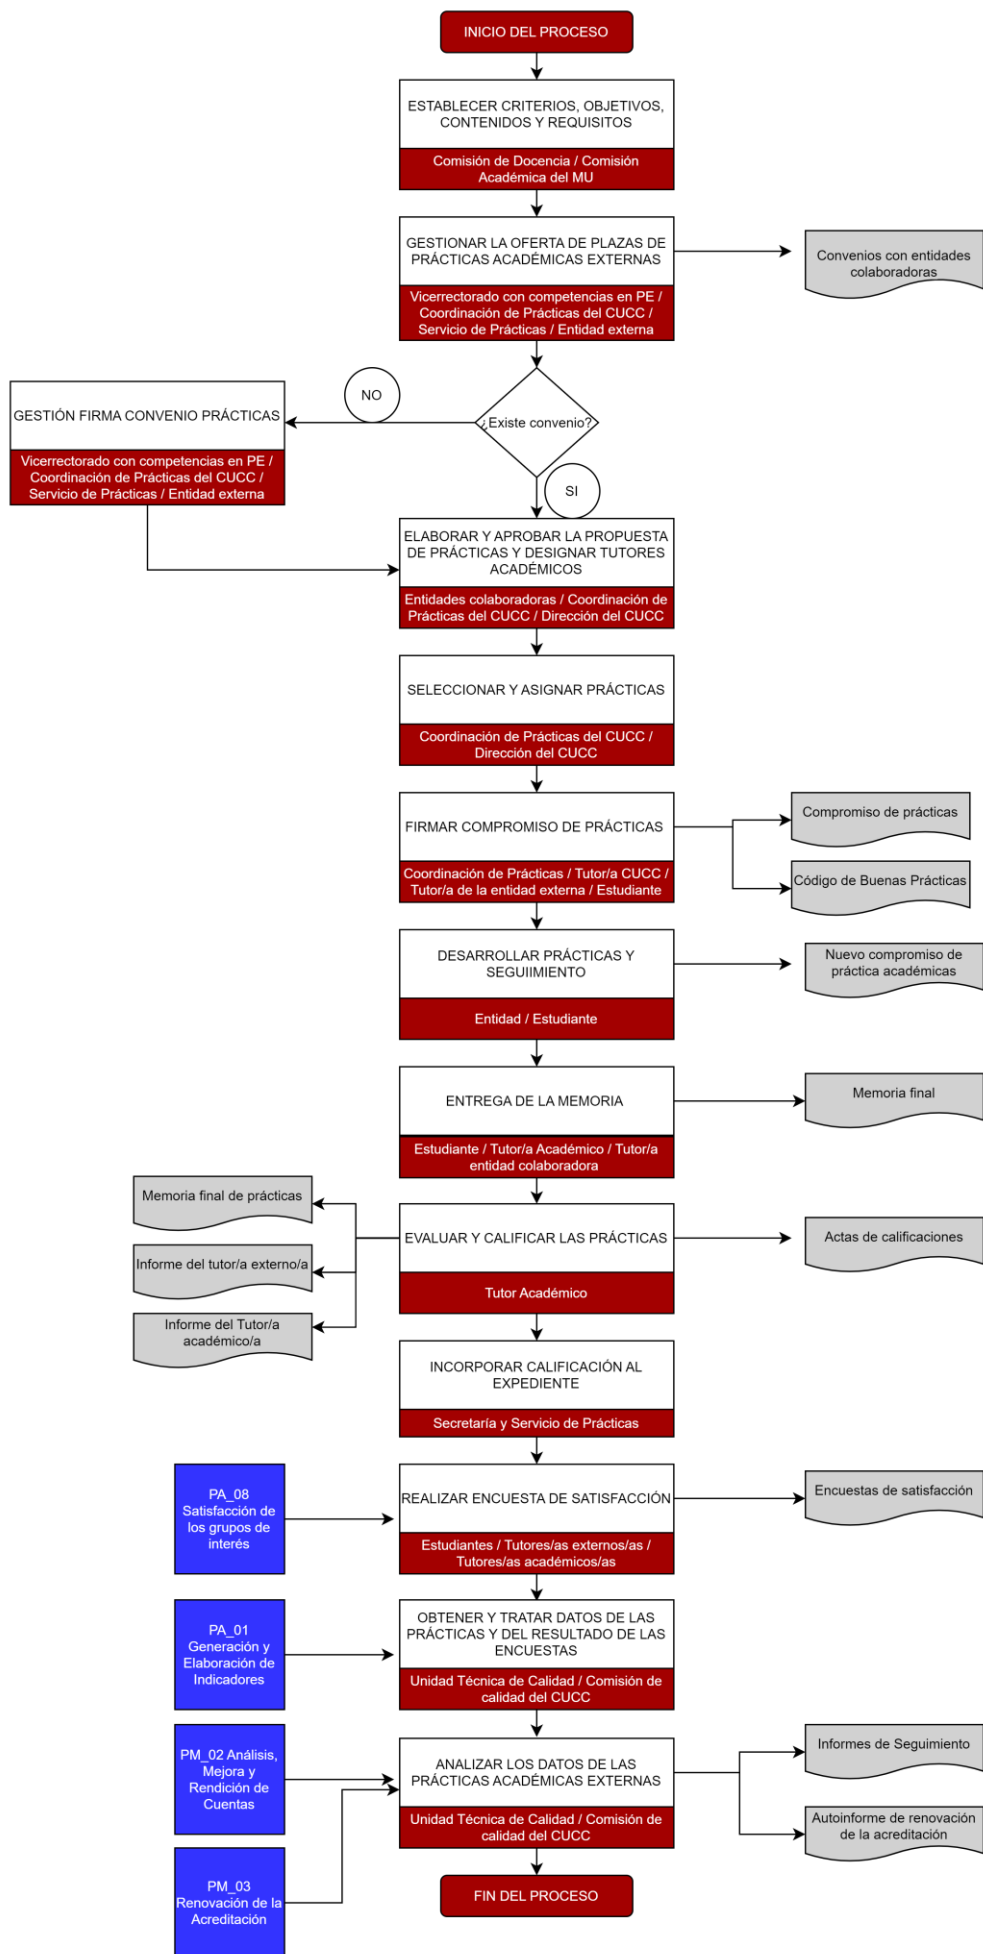 INICIO DEL PROCESO
ESTABLECER CRITERIOS, OBJETIVOS,
CONTENIDOS Y REQUISITOS
Comisión de Docencia / Comisión
Académica del MU
GESTIONAR LA OFERTA DE PLAZAS DE
PRÁCTICAS ACADÉMICAS EXTERNAS
Vicerrectorado con competencias en PE /
Coordinación de Prácticas del CUCC /
Servicio de Prácticas / Entidad externa
Convenios con entidades
colaboradoras
¿Existe convenio?
NO
GESTIÓN FIRMA CONVENIO PRÁCTICAS
Vicerrectorado con competencias en PE /
Coordinación de Prácticas del CUCC /
Servicio de Prácticas / Entidad externa
SI
ELABORAR Y APROBAR LA PROPUESTA
DE PRÁCTICAS Y DESIGNAR TUTORES
ACADÉMICOS
Entidades colaboradoras / Coordinación de
Prácticas del CUCC / Dirección del CUCC
SELECCIONAR Y ASIGNAR PRÁCTICAS
Coordinación de Prácticas del CUCC /
Dirección del CUCC
FIRMAR COMPROMISO DE PRÁCTICAS
Coordinación de Prácticas / Tutor/a CUCC /
Tutor/a de la entidad externa / Estudiante
Compromiso de prácticas
Código de Buenas Prácticas
DESARROLLAR PRÁCTICAS Y
SEGUIIMIENTO
Entidad / Estudiante
Nuevo compromiso de
práctica académicas
ENTREGA DE LA MEMORIA
Estudiante / Tutor/a Académico / Tutor/a
entidad colaboradora
Memoria final
EVALUAR Y CALIFICAR LAS PRÁCTICAS
Tutor Académico
Memoria final de prácticas
Informe del tutor/a externo/a
Informe del Tutor/a
académico/a
Actas de calificaciones
INCORPORAR CALIFICACIÓN AL
EXPEDIENTE
Secretaría y Servicio de Prácticas
PA_08
Satisfacción de
los grupos de
interés
REALIZAR ENCUESTA DE SATISFACCIÓN
Estudiantes / Tutores/as externos/as /
Tutores/as académicos/as
Encuestas de satisfacción
PA_01
Generación y
Elaboración de
Indicadores
OBTENER Y TRATAR DATOS DE LAS
PRÁCTICAS Y DEL RESULTADO DE LAS
ENCUESTAS
Unidad Técnica de Calidad / Comisión de
calidad del CUCC
PM_02 Análisis,
Mejora y
Rendición de
Cuentas
ANALIZAR LOS DATOS DE LAS
PRÁCTICAS ACADÉMICAS EXTERNAS
Unidad Técnica de Calidad / Comisión de
calidad del CUCC
Informes de Seguimiento
Autoinforme de renovación
de la acreditación
PM_03
Renovación de la
Acreditación
FIN DEL PROCESO